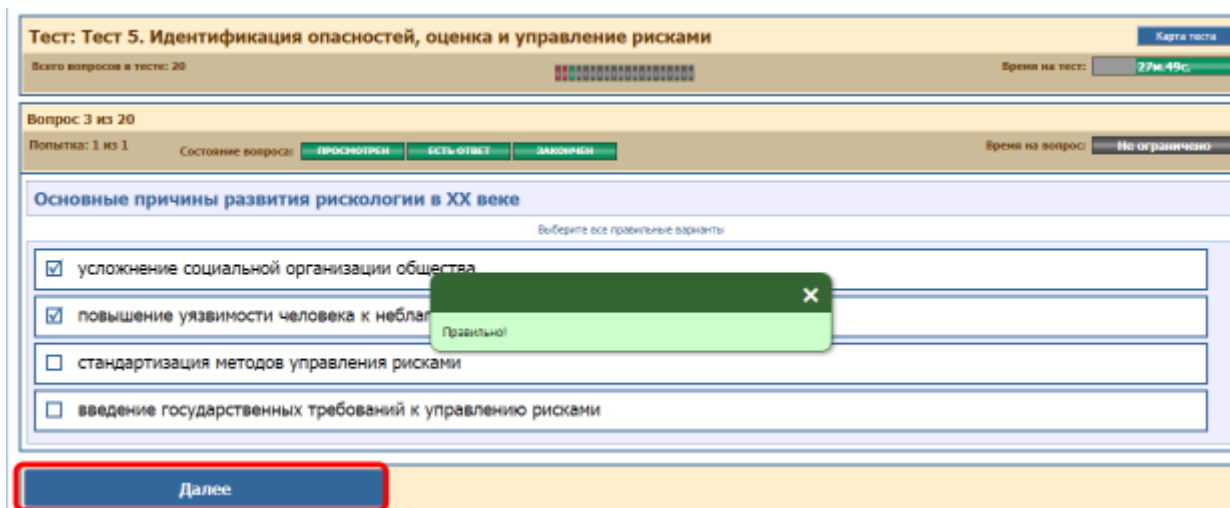 Тест: Тест 5. Идентификация опасностей, оценка и управление рисками
Карта теста
Всего вопросов в тесте: 20
Время на тест: 27м.49с.
Вопрос 3 из 20
Попытка: 1 из 1 Состояние вопроса: ПРОСМОТРЕН ЕСТЬ ОТВЕТ ЗАКОНЧЕН Время на вопрос: Не ограничено
Основные причины развития рискологии в XX веке
Выберите все правильные варианты
усложнение социальной организации общества
повышение уязвимости человека к неблаг
Правильно!
стандартизация методов управления рисками
введение государственных требований к управлению рисками
Далее